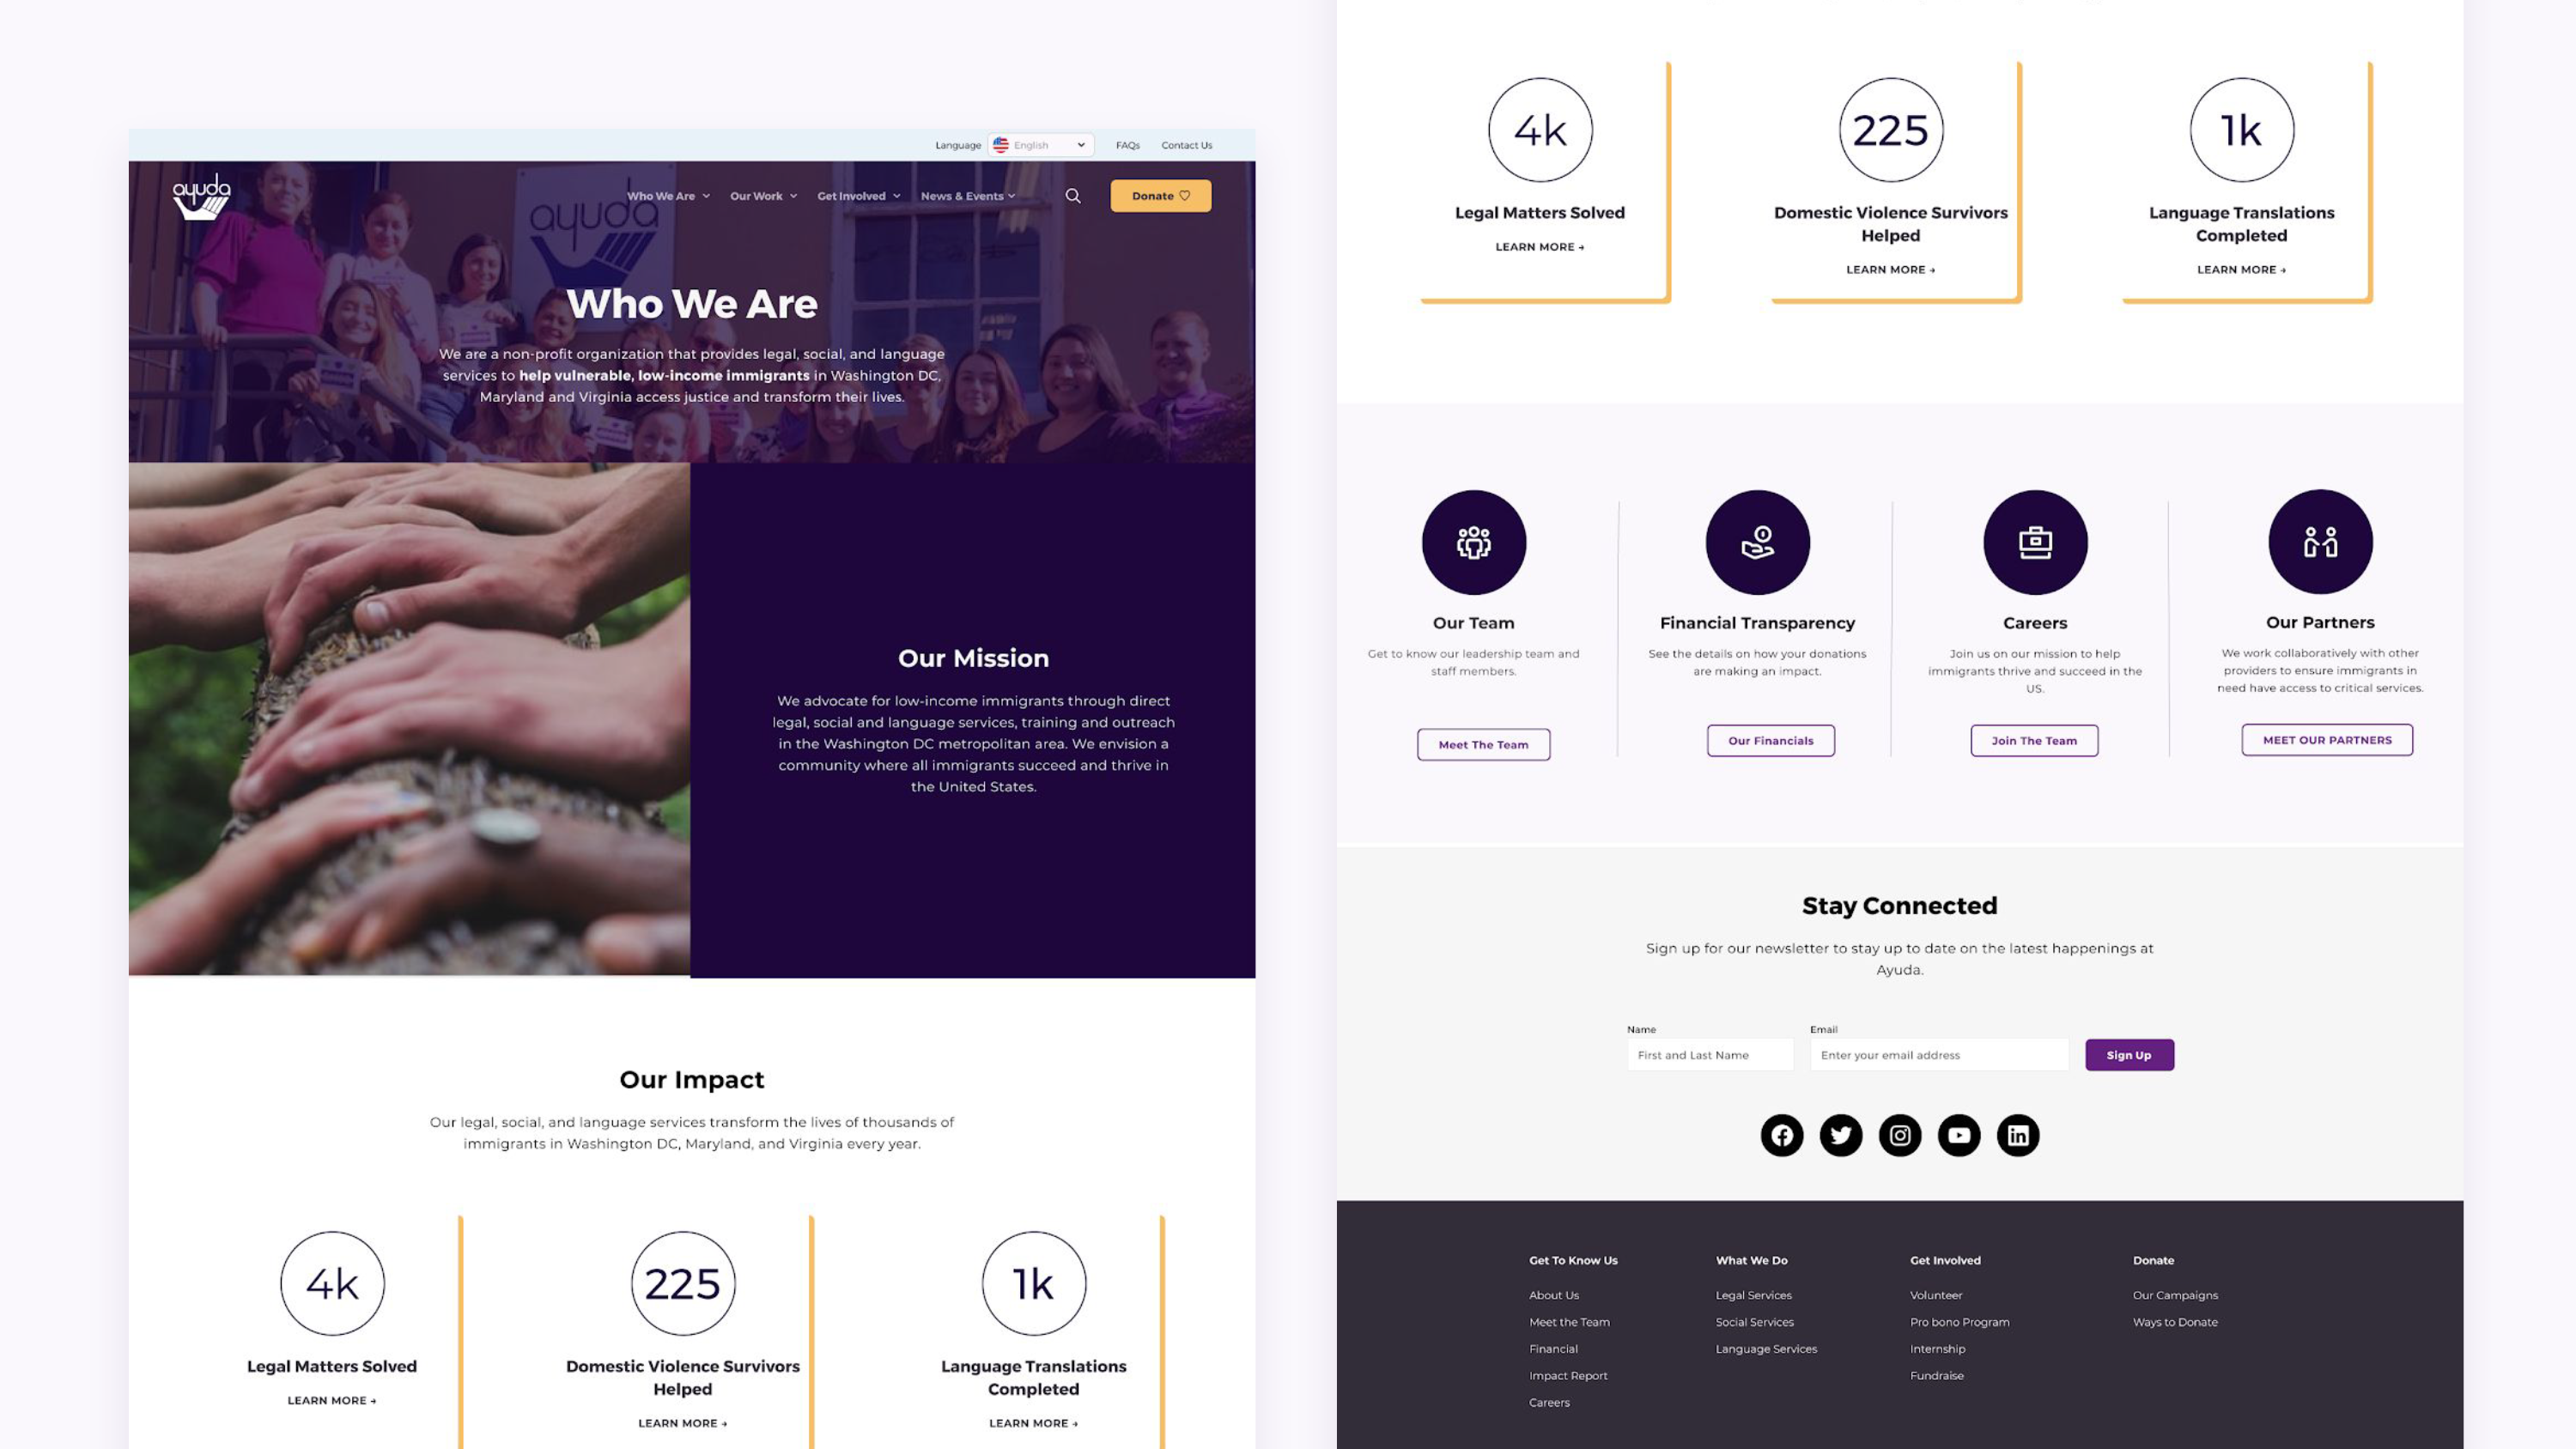 Language English FAQs Contact Us
ayuda Who We Are Our Work Get Involved News & Events Donate
ayuda
Who We Are
We are a non-profit organization that provides legal, social, and language
services to help vulnerable, low-income immigrants in Washington DC,
Maryland and Virginia access justice and transform their lives.
Our Mission
We advocate for low-income immigrants through direct
legal, social and language services, training and outreach
in the Washington DC metropolitan area. We envision a
community where all immigrants succeed and thrive in
the United States.
Our Impact
Our legal, social, and language services transform the lives of thousands of
immigrants in Washington DC, Maryland, and Virginia every year.
4k
Legal Matters Solved
LEARN MORE →
225
Domestic Violence Survivors
Helped
LEARN MORE →
1k
Language Translations
Completed
LEARN MORE →
4k
Legal Matters Solved
LEARN MORE →
225
Domestic Violence Survivors
Helped
LEARN MORE →
1k
Language Translations
Completed
LEARN MORE →
Our Team
Get to know our leadership team and
staff members.
Meet The Team
Financial Transparency
See the details on how your donations
are making an impact.
Our Financials
Careers
Join us on our mission to help
immigrants thrive and succeed in the
US.
Join The Team
Our Partners
We work collaboratively with other
providers to ensure immigrants in
need have access to critical services.
MEET OUR PARTNERS
Stay Connected
Sign up for our newsletter to stay up to date on the latest happenings at
Ayuda.
Name
First and Last Name
Email
Enter your email address
Sign Up
Get To Know Us
About Us
Meet the Team
Financial
Impact Report
Careers
What We Do
Legal Services
Social Services
Language Services
Get Involved
Volunteer
Pro bono Program
Internship
Fundraise
Donate
Our Campaigns
Ways to Donate